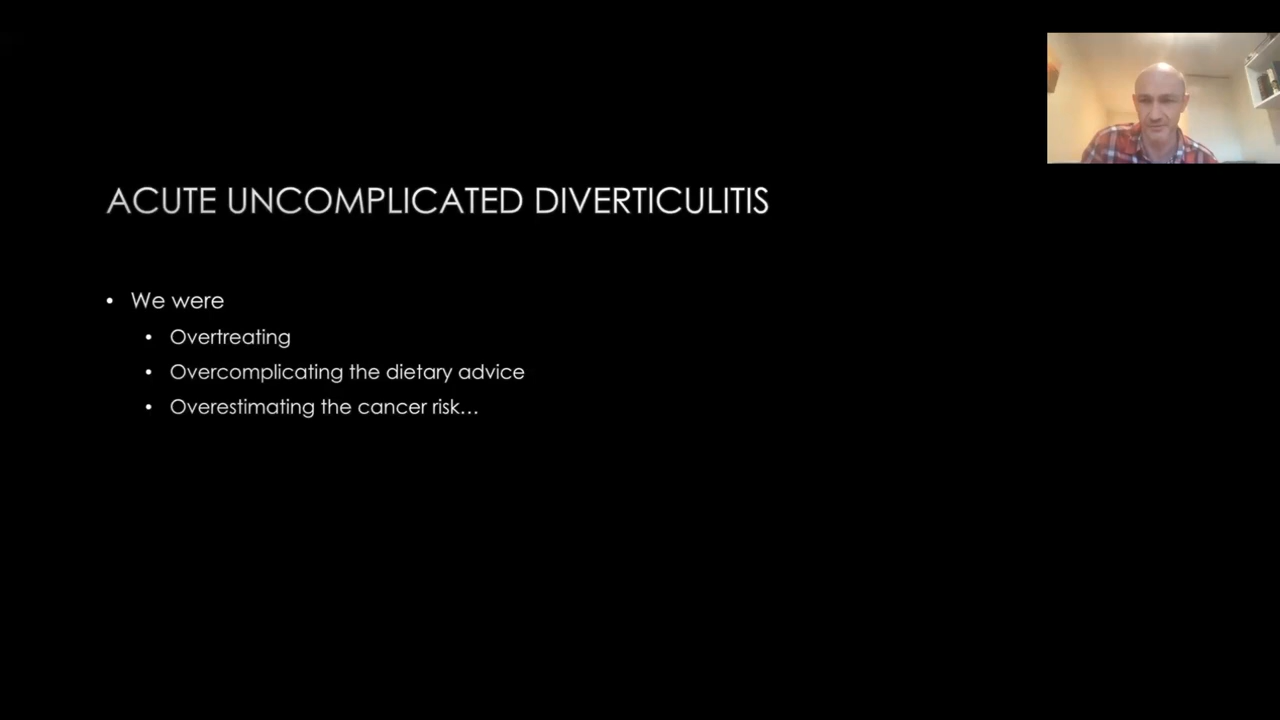 ACUTE UNCOMPLICATED DIVERTICULITIS
• We were
• Overtreating
• Overcomplicating the dietary advice
• Overestimating the cancer risk…